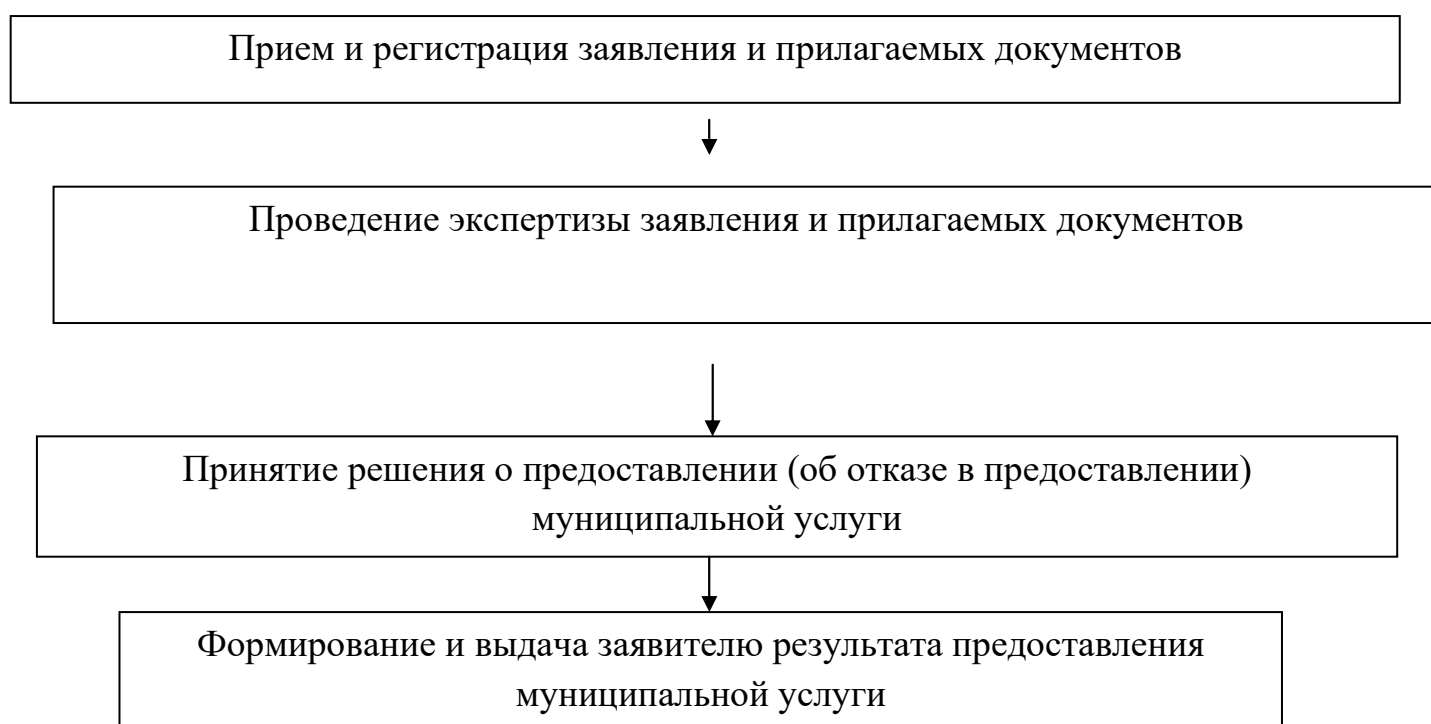 Прием и регистрация заявления и прилагаемых документов
Проведение экспертизы заявления и прилагаемых документов
Принятие решения о предоставлении (об отказе в предоставлении)
муниципальной услуги
Формирование и выдача заявителю результата предоставления
муниципальной услуги